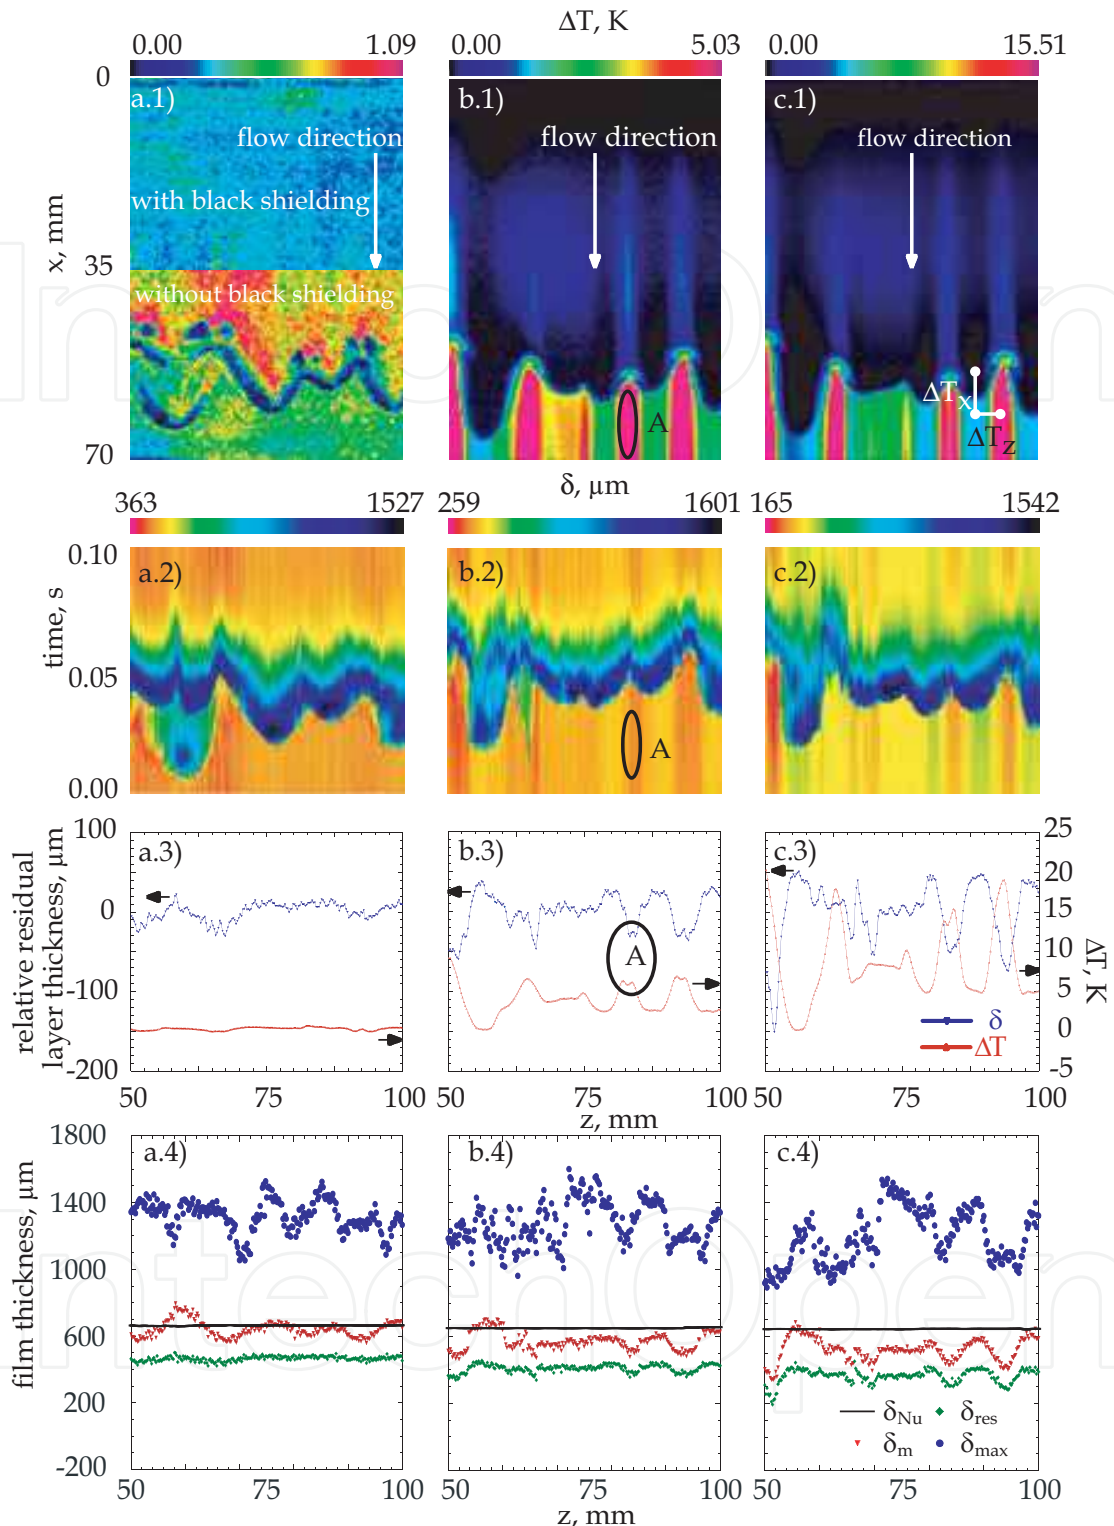 ΔT, K
0.00 1.09 0.00 5.03 0.00 15.51
0
a.1) b.1) c.1)
flow direction flow direction flow direction
with black shielding
x, mm
35
without black shielding
ΔTx
A
ΔTz
70
δ, μm
363 1527 259 1601 165 1542
0.10
a.2) b.2) c.2)
time, s
0.05
A
0.00
100 25
a.3) b.3) c.3)
20
0 15
relative residual
layer thickness, μm
A 10
ΔT, K
-100 5
δ
0
ΔT
-200 -5
50 75 100 50 75 100 50 75 100
z, mm
1800
a.4) b.4) c.4)
1400
film thickness, μm
1000
600
200
δNu δres
δm δmax
-200
50 75 100 50 75 100 50 75 100
z, mm
InTechOpen